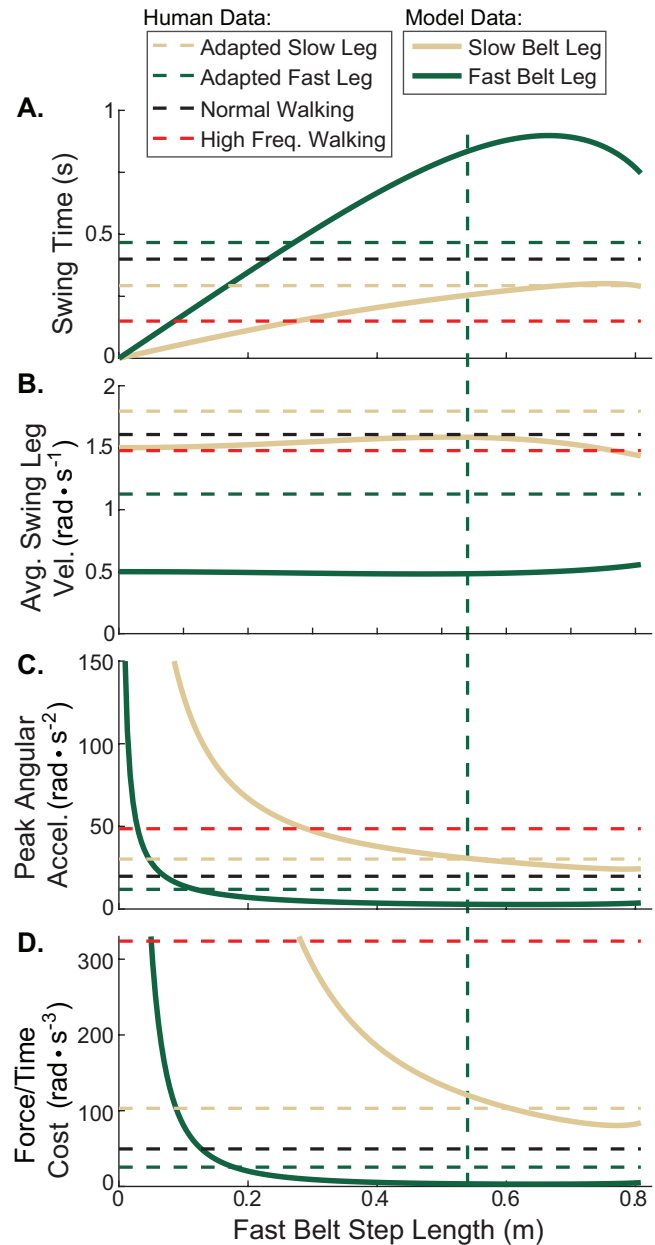 Human Data:
Model Data:
Adapted Slow Leg
Adapted Fast Leg
Normal Walking
High Freq. Walking
Slow Belt Leg
Fast Belt Leg
A.
1
0.5
0
Swing Time (s)
B.
2
1.5
1
0.5
0
Avg. Swing Leg
Vel. (rad • s-1)
C.
150
100
50
0
Peak Angular
Accel. (rad • s-2)
D.
300
200
100
0
Force/Time
Cost (rad • s-3)
0 0.2 0.4 0.6 0.8
Fast Belt Step Length (m)